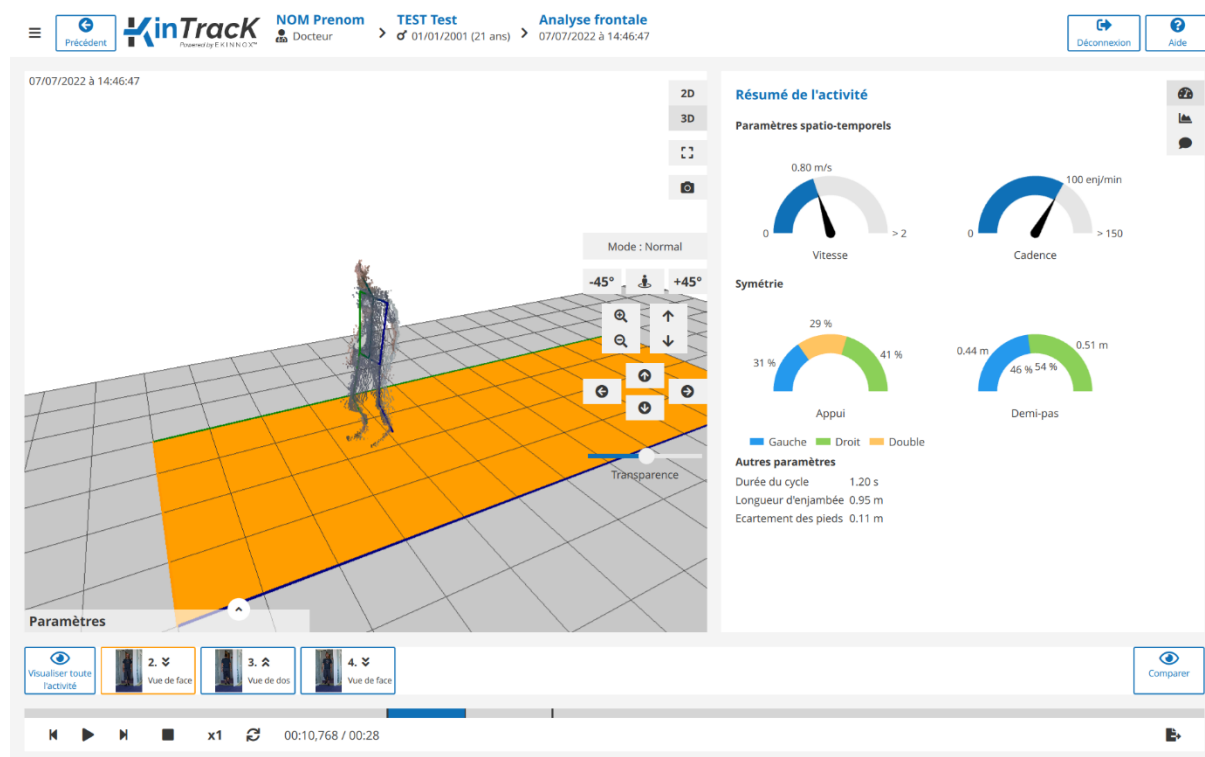 Précédent
KinTracK
Powered by EKINNOX™
NOM Prenom
Docteur
TEST Test
01/01/2001 (21 ans)
Analyse frontale
07/07/2022 à 14:46:47
Déconnexion
Aide
07/07/2022 à 14:46:47
2D
3D
Mode : Normal
-45°
+45°
Transparence
Paramètres
Résumé de l'activité
Paramètres spatio-temporels
0.80 m/s
0
> 2
Vitesse
100 enj/min
0
> 150
Cadence
Symétrie
29 %
31 %
41 %
Appui
0.44 m
0.51 m
46 % 54 %
Demi-pas
Gauche Droit Double
Autres paramètres
Durée du cycle 1.20 s
Longueur d'enjambée 0.95 m
Ecartement des pieds 0.11 m
Visualiser toute
l'activité
2.
Vue de face
3.
Vue de dos
4.
Vue de face
Comparer
x1
00:10,768 / 00:28